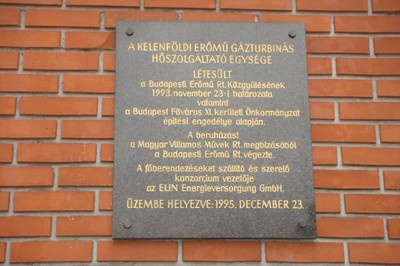 A KELENFÖLDI ERŐMŰ GÁZTURBINÁS
HŐSZOLGÁLTATÓ EGYSÉGE
LÉTESÜLT
a Budapesti Erőmű Rt. Közgyűlésének
1993. november 23-i határozata
valamint
a Budapest Főváros XI. kerületi Önkormányzat
építési engedélye alapján.
A beruházást
a Magyar Villamos Művek Rt. megbízásából
a Budapesti Erőmű Rt. végezte.
A főberendezéseket szállító és szerelő
konzorcium vezetője
az ELIN Energieversorgung GmbH.
ÜZEMBE HELYEZVE: 1995. DECEMBER 23.